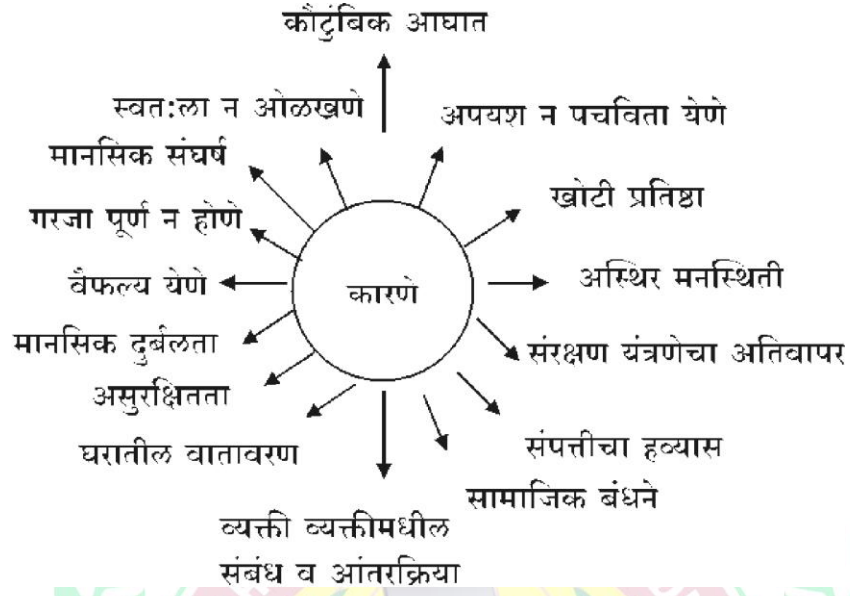 कौटुंबिक आघात
स्वत:ला न ओळखणे
अपयश न पचविता येणे
मानसिक संघर्ष
खोटी प्रतिष्ठा
गरजा पूर्ण न होणे
अस्थिर मनस्थिती
वैफल्य येणे
कारणे
मानसिक दुर्बलता
संरक्षण यंत्रणेचा अतिवापर
असुरक्षितता
घरातील वातावरण
संपत्तीचा हव्यास
सामाजिक बंधने
व्यक्ती व्यक्तीमधील
संबंध व आंतरक्रिया